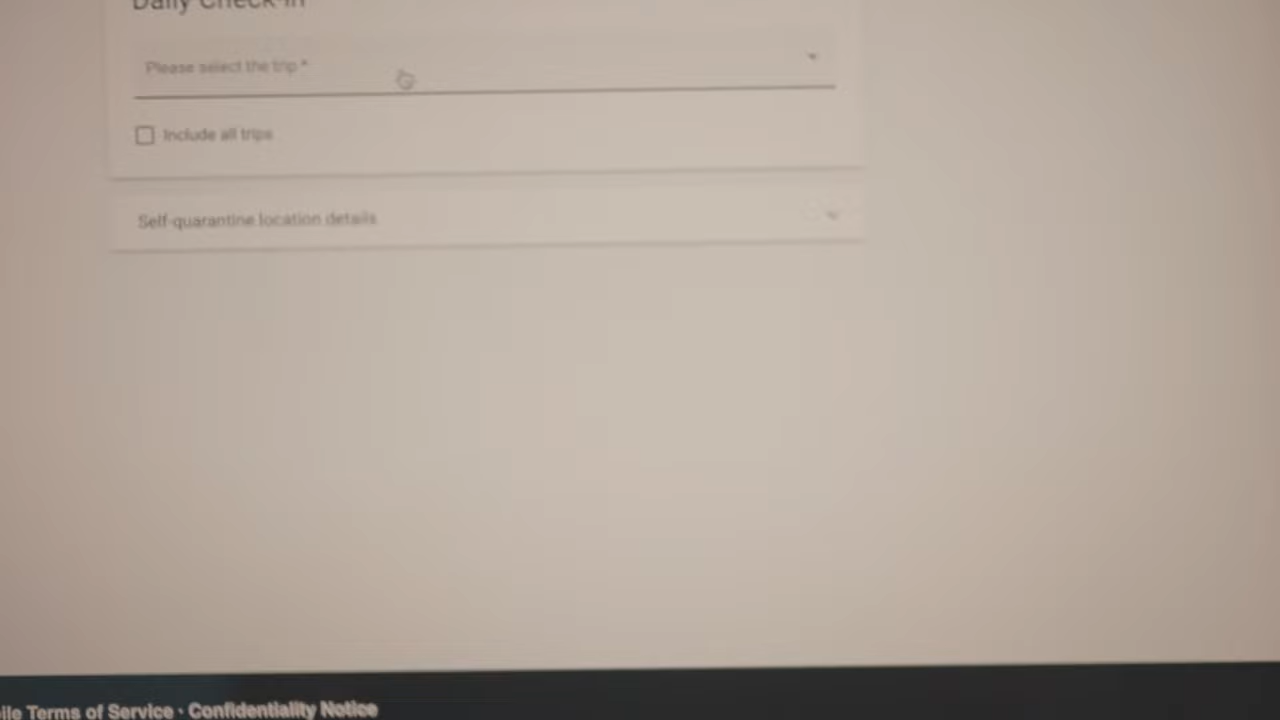 Daily Check-in
Please select the trip *
Include all trips
Self-quarantine location details
Terms of Service · Confidentiality Notice